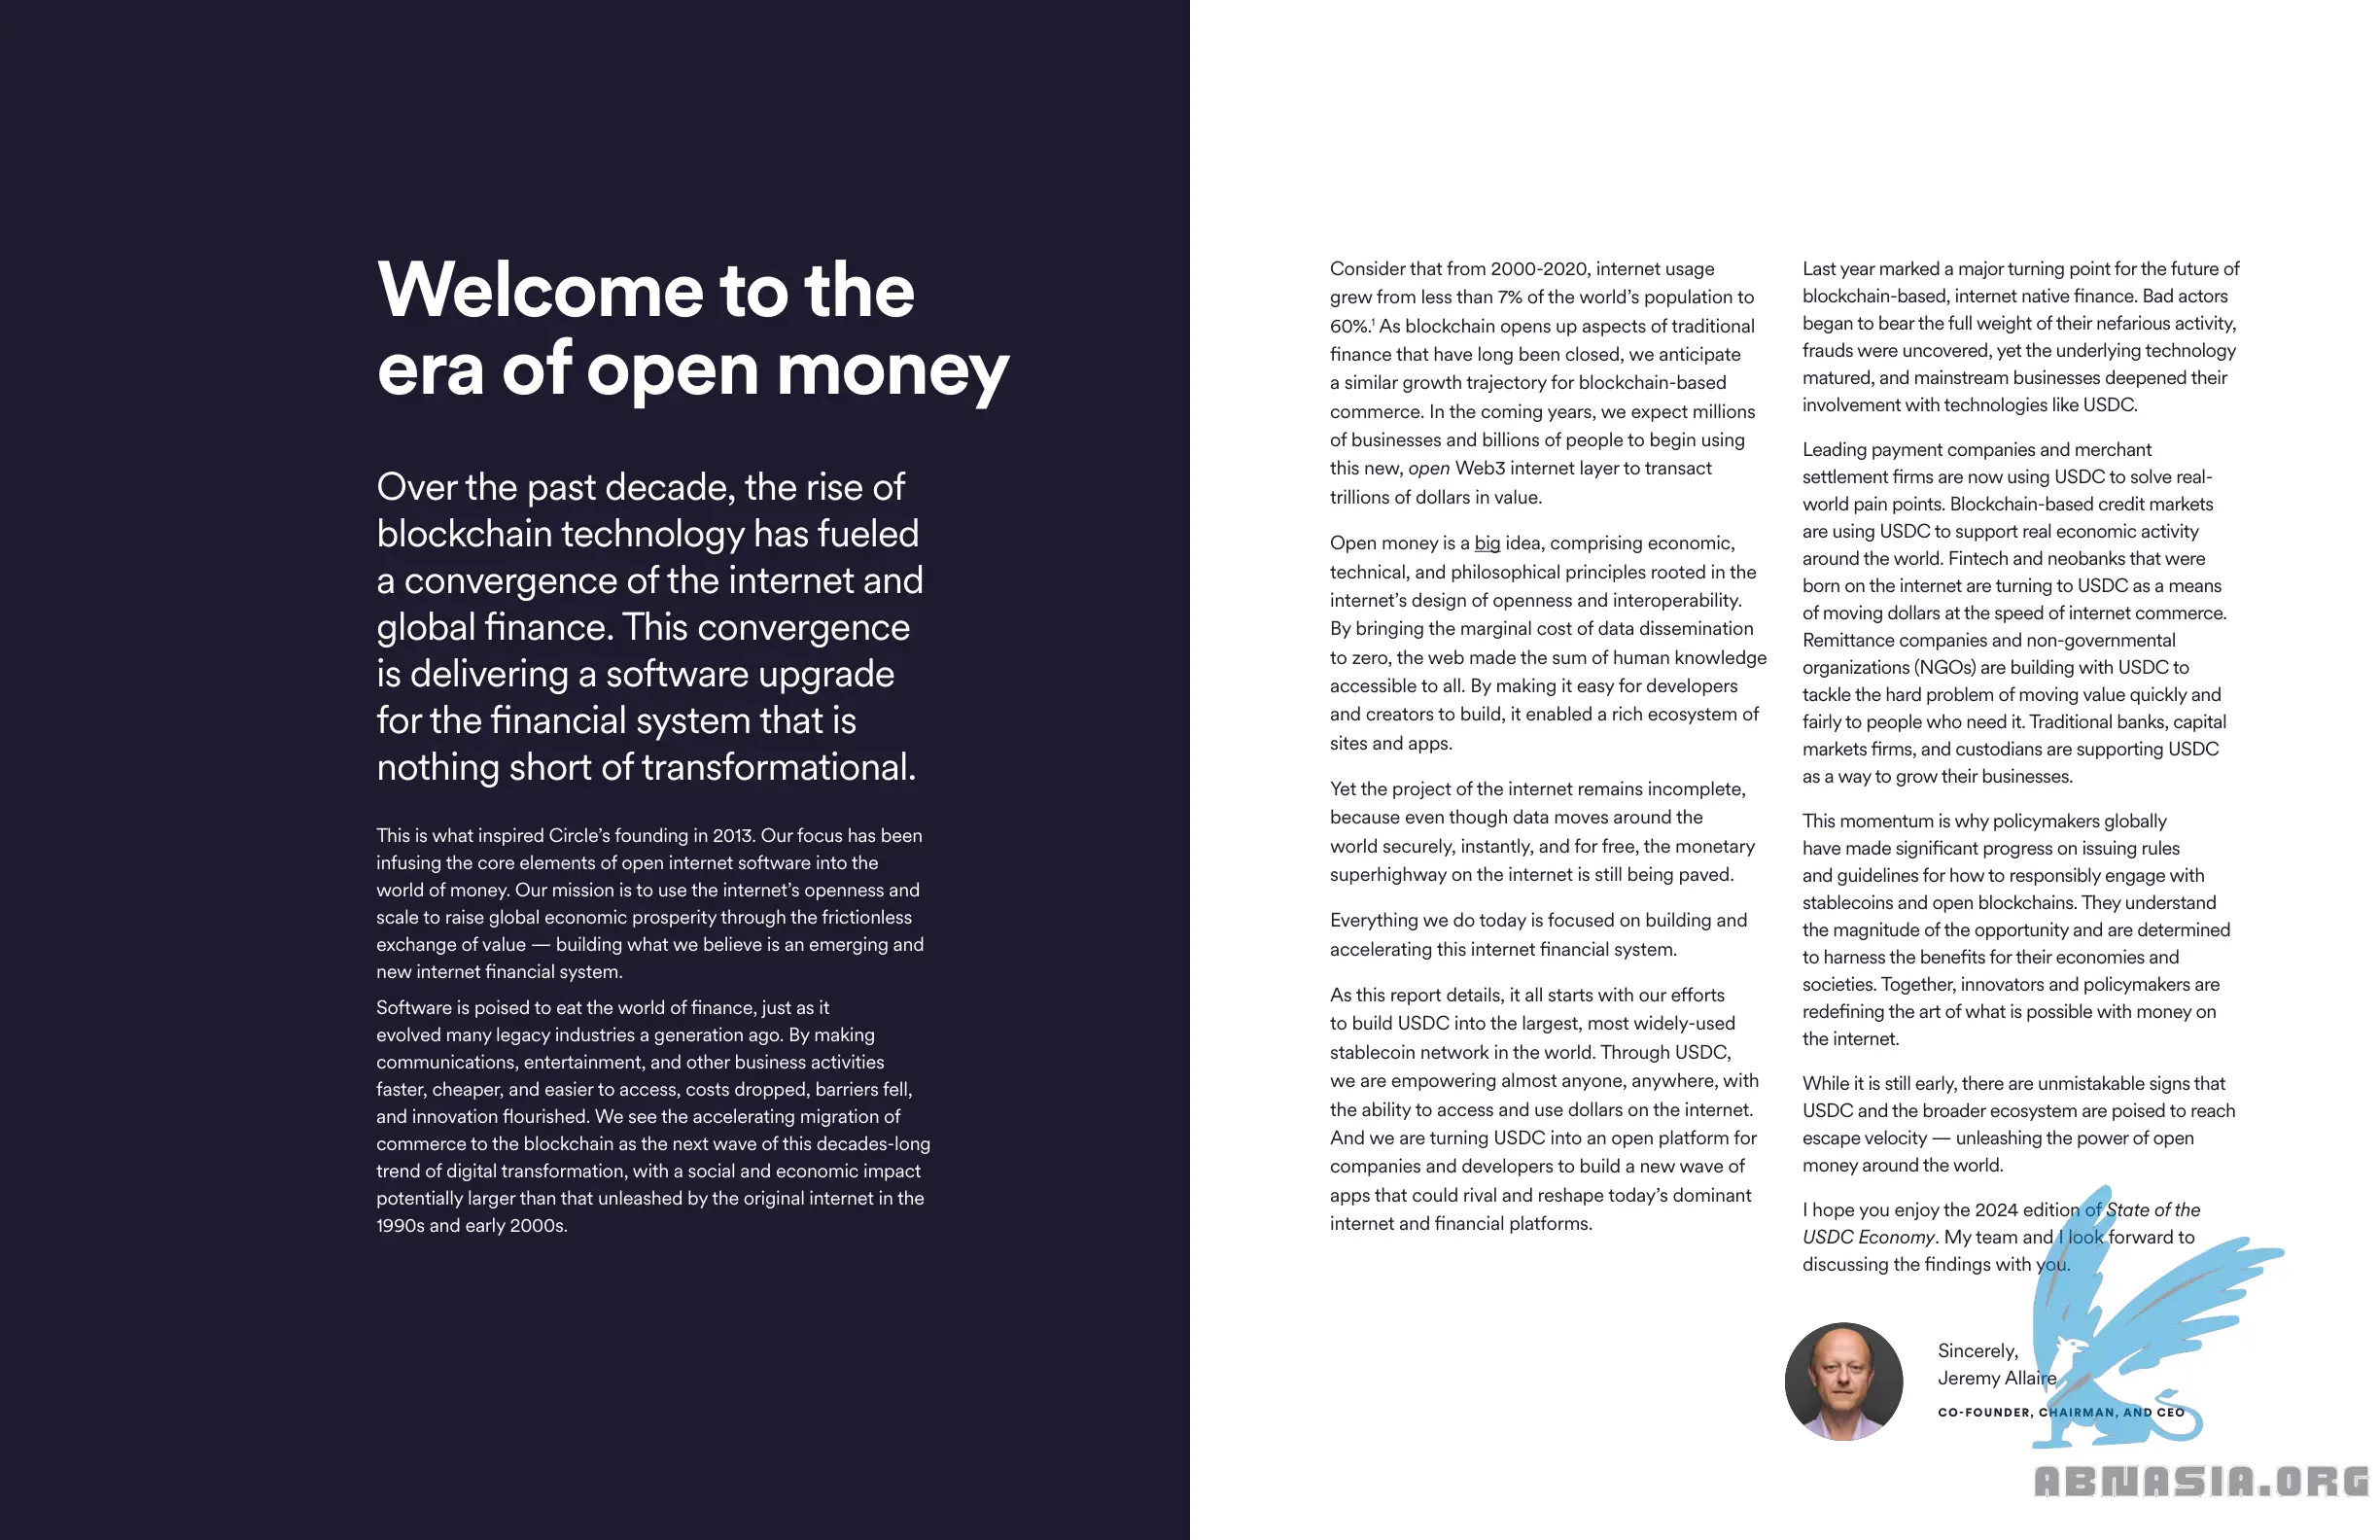 Welcome to the
era of open money
Over the past decade, the rise of
blockchain technology has fueled
a convergence of the internet and
global finance. This convergence
is delivering a software upgrade
for the financial system that is
nothing short of transformational.
This is what inspired Circle’s founding in 2013. Our focus has been
infusing the core elements of open internet software into the
world of money. Our mission is to use the internet’s openness and
scale to raise global economic prosperity through the frictionless
exchange of value — building what we believe is an emerging and
new internet financial system.
Software is poised to eat the world of finance, just as it
evolved many legacy industries a generation ago. By making
communications, entertainment, and other business activities
faster, cheaper, and easier to access, costs dropped, barriers fell,
and innovation flourished. We see the accelerating migration of
commerce to the blockchain as the next wave of this decades-long
trend of digital transformation, with a social and economic impact
potentially larger than that unleashed by the original internet in the
1990s and early 2000s.
Consider that from 2000-2020, internet usage
grew from less than 7% of the world’s population to
60%.¹ As blockchain opens up aspects of traditional
finance that have long been closed, we anticipate
a similar growth trajectory for blockchain-based
commerce. In the coming years, we expect millions
of businesses and billions of people to begin using
this new, open Web3 internet layer to transact
trillions of dollars in value.
Open money is a big idea, comprising economic,
technical, and philosophical principles rooted in the
internet’s design of openness and interoperability.
By bringing the marginal cost of data dissemination
to zero, the web made the sum of human knowledge
accessible to all. By making it easy for developers
and creators to build, it enabled a rich ecosystem of
sites and apps.
Yet the project of the internet remains incomplete,
because even though data moves around the
world securely, instantly, and for free, the monetary
superhighway on the internet is still being paved.
Everything we do today is focused on building and
accelerating this internet financial system.
As this report details, it all starts with our efforts
to build USDC into the largest, most widely-used
stablecoin network in the world. Through USDC,
we are empowering almost anyone, anywhere, with
the ability to access and use dollars on the internet.
And we are turning USDC into an open platform for
companies and developers to build a new wave of
apps that could rival and reshape today’s dominant
internet and financial platforms.
Last year marked a major turning point for the future of
blockchain-based, internet native finance. Bad actors
began to bear the full weight of their nefarious activity,
frauds were uncovered, yet the underlying technology
matured, and mainstream businesses deepened their
involvement with technologies like USDC.
Leading payment companies and merchant
settlement firms are now using USDC to solve real-
world pain points. Blockchain-based credit markets
are using USDC to support real economic activity
around the world. Fintech and neobanks that were
born on the internet are turning to USDC as a means
of moving dollars at the speed of internet commerce.
Remittance companies and non-governmental
organizations (NGOs) are building with USDC to
tackle the hard problem of moving value quickly and
fairly to people who need it. Traditional banks, capital
markets firms, and custodians are supporting USDC
as a way to grow their businesses.
This momentum is why policymakers globally
have made significant progress on issuing rules
and guidelines for how to responsibly engage with
stablecoins and open blockchains. They understand
the magnitude of the opportunity and are determined
to harness the benefits for their economies and
societies. Together, innovators and policymakers are
redefining the art of what is possible with money on
the internet.
While it is still early, there are unmistakable signs that
USDC and the broader ecosystem are poised to reach
escape velocity — unleashing the power of open
money around the world.
I hope you enjoy the 2024 edition of State of the
USDC Economy. My team and I look forward to
discussing the findings with you.
Sincerely,
Jeremy Allaire
CO-FOUNDER, CHAIRMAN, AND CEO
ABNASIA.ORG